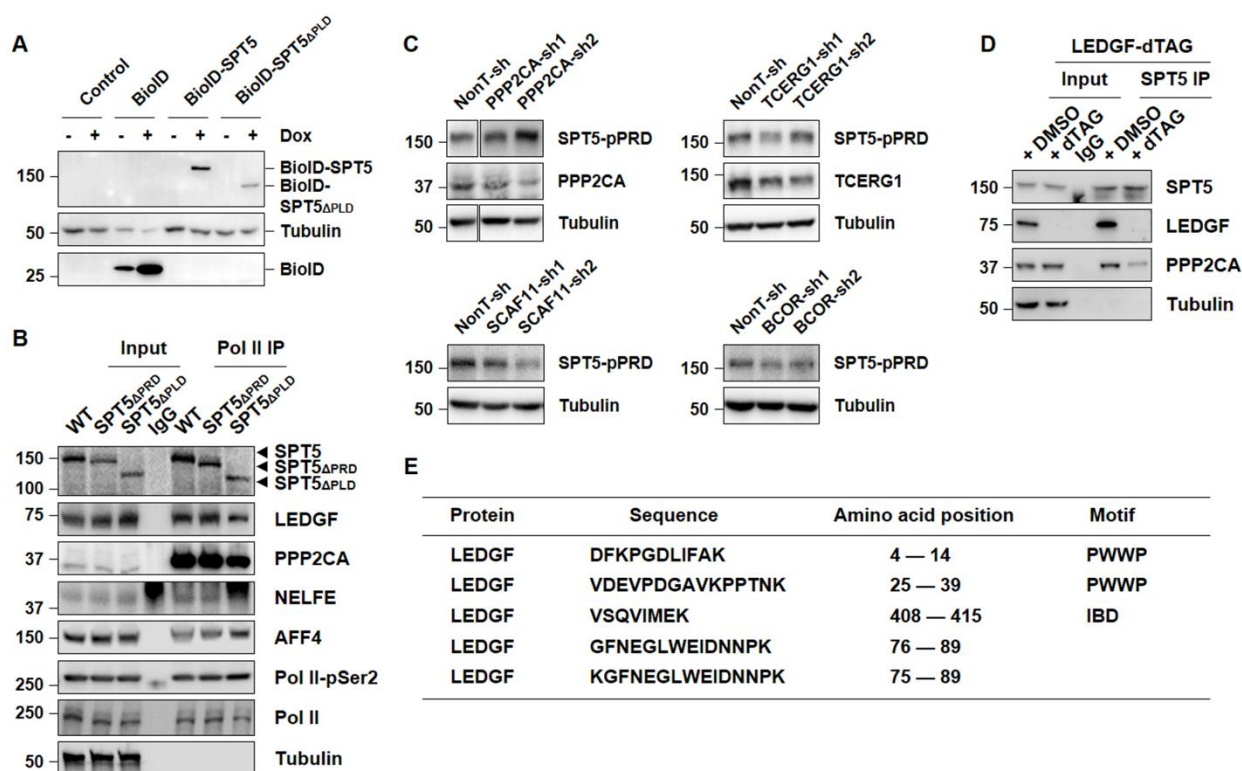 A
Control
BioID
BioID-SPT5
BioID-SPT5ΔPLD
- + - + - + - + Dox
150
BioID-SPT5
BioID-
SPT5ΔPLD
50
Tubulin
25
BioID
B
Input
Pol II IP
WT
SPT5ΔPRD
SPT5ΔPLD
IgG
WT
SPT5ΔPRD
SPT5ΔPLD
150
100
SPT5
SPT5ΔPRD
SPT5ΔPLD
75
LEDGF
37
PPP2CA
37
NELFE
150
AFF4
250
Pol II-pSer2
250
Pol II
50
Tubulin
C
NonT-sh
PPP2CA-sh1
PPP2CA-sh2
150
SPT5-pPRD
37
PPP2CA
50
Tubulin
NonT-sh
TCERG1-sh1
TCERG1-sh2
150
SPT5-pPRD
150
TCERG1
50
Tubulin
NonT-sh
SCAF11-sh1
SCAF11-sh2
150
SPT5-pPRD
50
Tubulin
NonT-sh
BCOR-sh1
BCOR-sh2
150
SPT5-pPRD
50
Tubulin
D
LEDGF-dTAG
Input
SPT5 IP
+ DMSO
+ dTAG
IgG
+ DMSO
+ dTAG
150
SPT5
75
LEDGF
37
PPP2CA
50
Tubulin
E
Protein Sequence Amino acid position Motif
LEDGF DFKPGDLIFAK 4 — 14 PWWP
LEDGF VDEVPDGAVKPPTNK 25 — 39 PWWP
LEDGF VSQVIMEK 408 — 415 IBD
LEDGF GFNEGLWEIDNNPK 76 — 89
LEDGF KGFNEGLWEIDNNPK 75 — 89